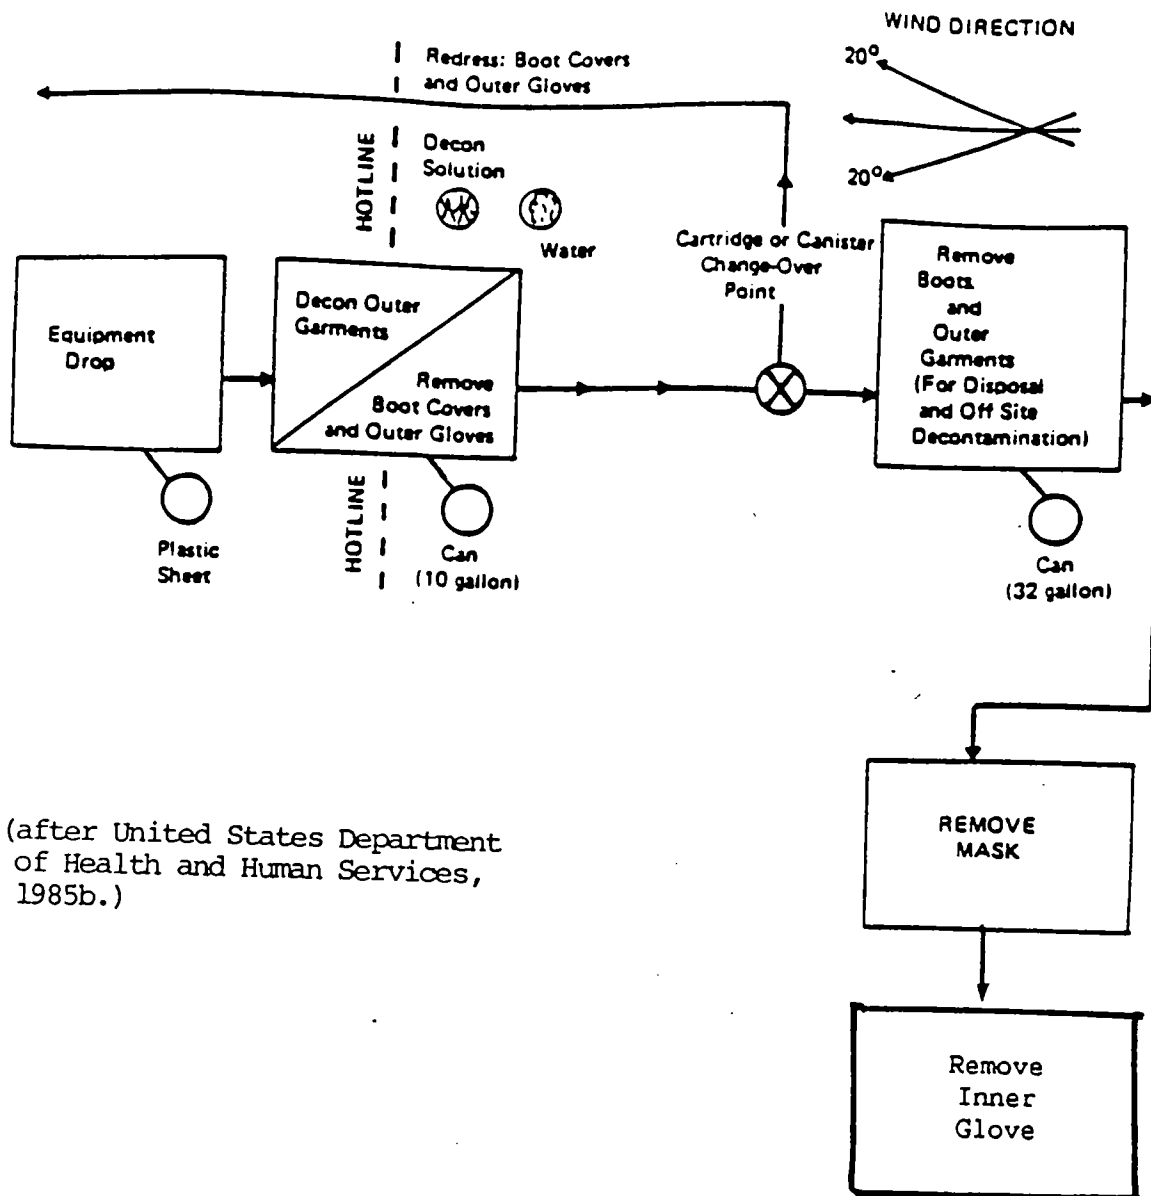 WIND DIRECTION
20°
20°
Redress: Boot Covers
and Outer Gloves
HOTLINE
Decon
Solution
Water
Cartridge or Canister
Change-Over
Point
Equipment
Drop
Decon Outer
Garments
Remove
Boot Covers
and Outer Gloves
Remove
Boots
and
Outer
Garments
(For Disposal
and Off Site
Decontamination)
Plastic
Sheet
HOTLINE
Can
(10 gallon)
Can
(32 gallon)
REMOVE
MASK
(after United States Department
of Health and Human Services,
1985b.)
Remove
Inner
Glove